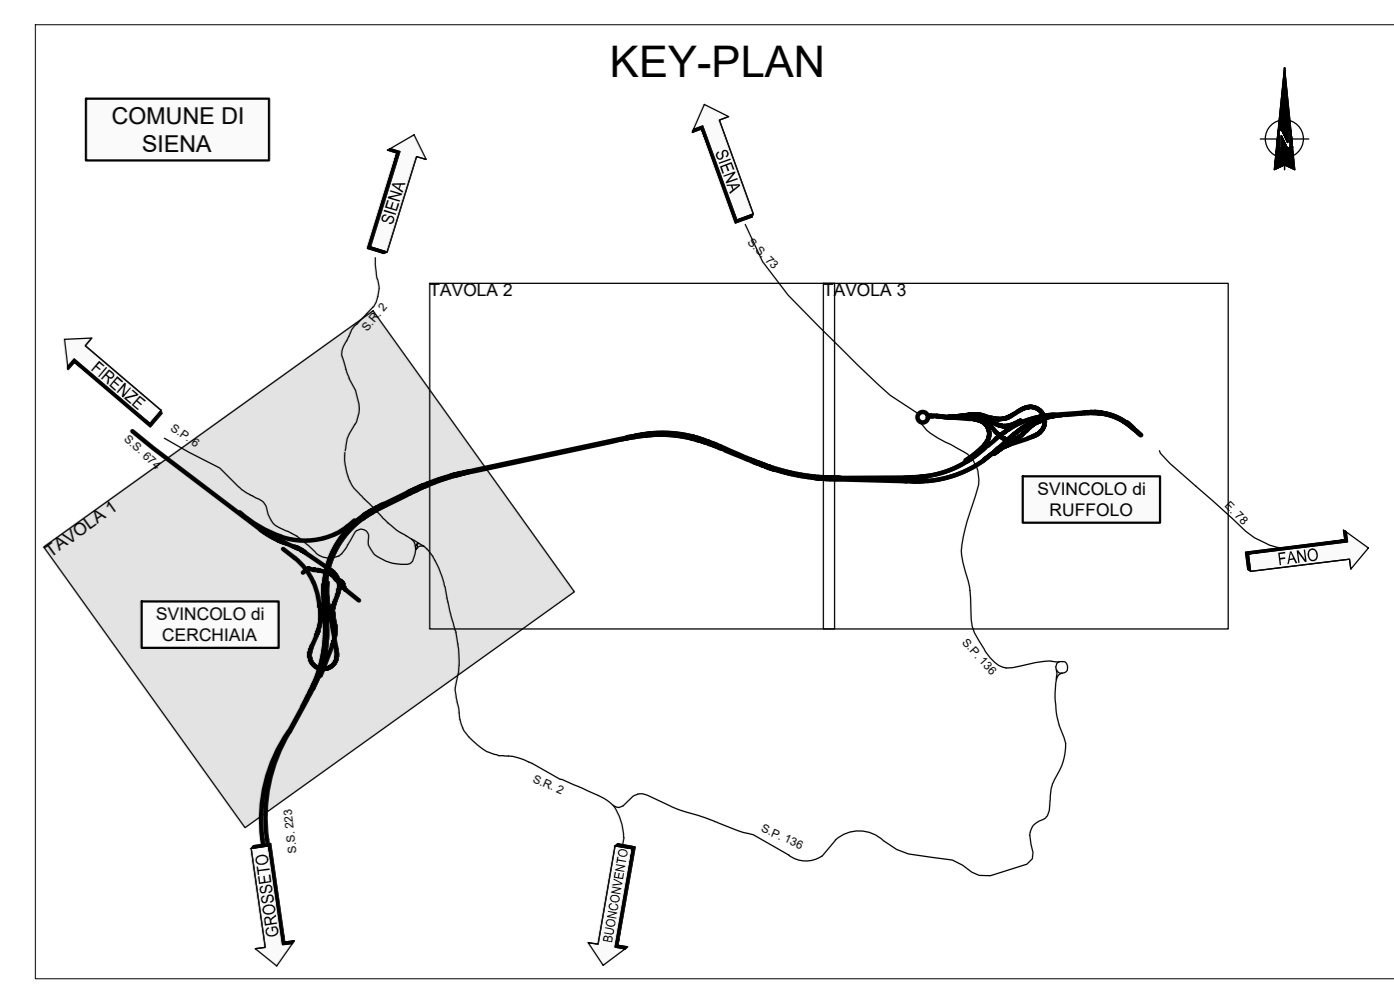 KEY-PLAN
COMUNE DI
SIENA
N
SIENA
SIENA
S.S. 73
TAVOLA 2
TAVOLA 3
S.R. 2
FIRENZE
S.P. 6
S.S. 674
TAVOLA 1
SVINCOLO di
RUFFOLO
E. 78
FANO
SVINCOLO di
CERCHIAIA
S.P. 136
S.R. 2
S.P. 136
S.S. 223
GROSSETO
BUONCONVENTO